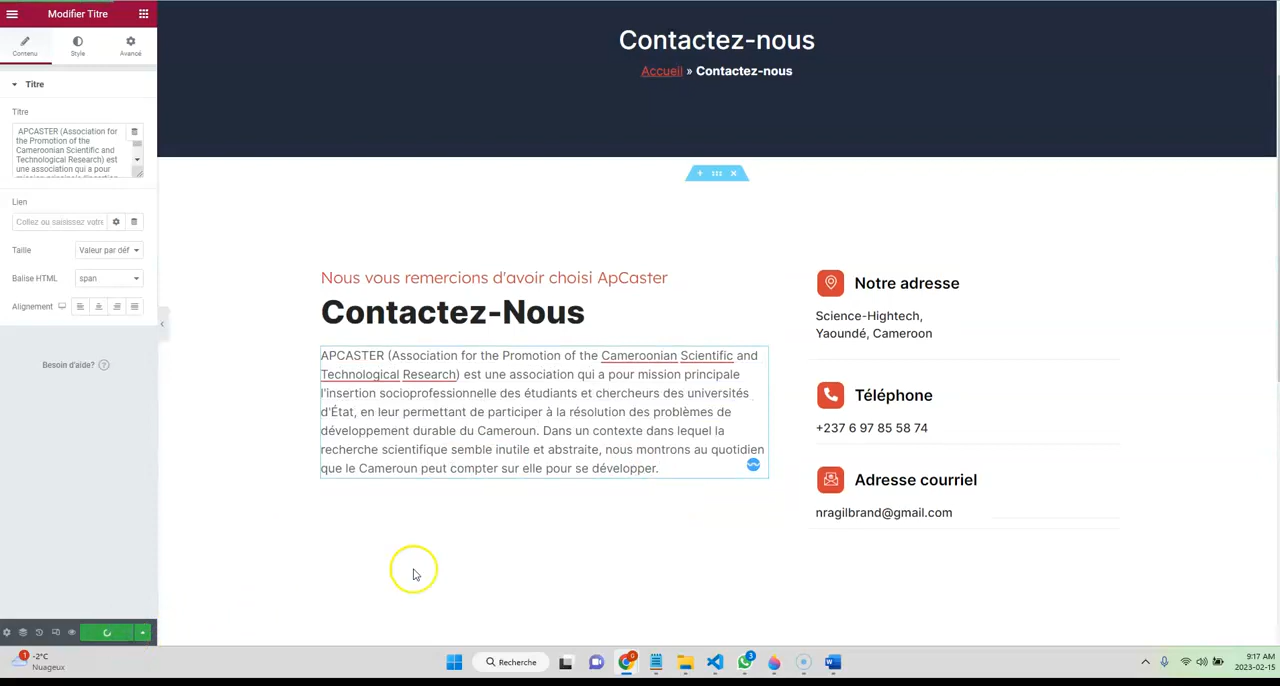 Modifier Titre
Contenu
Style
Avancé
Titre
Titre
APCASTER (Association for
the Promotion of the
Cameroonian Scientific and
Technological Research) est
une association qui a pour
Lien
Collez ou saisissez votre
Taille
Valeur par déf
Balise HTML
span
Alignement
Besoin d'aide? ?
Contactez-nous
Accueil » Contactez-nous
Nous vous remercions d'avoir choisi ApCaster
Contactez-Nous
APCASTER (Association for the Promotion of the Cameroonian Scientific and
Technological Research) est une association qui a pour mission principale
l'insertion socioprofessionnelle des étudiants et chercheurs des universités
d'État, en leur permettant de participer à la résolution des problèmes de
développement durable du Cameroun. Dans un contexte dans lequel la
recherche scientifique semble inutile et abstraite, nous montrons au quotidien
que le Cameroun peut compter sur elle pour se développer.
Notre adresse
Science-Hightech,
Yaoundé, Cameroon
Téléphone
+237 6 97 85 58 74
Adresse courriel
nragilbrand@gmail.com
1
-2°C
Nuageux
Recherche
G
3
W
9:17 AM
2023-02-15